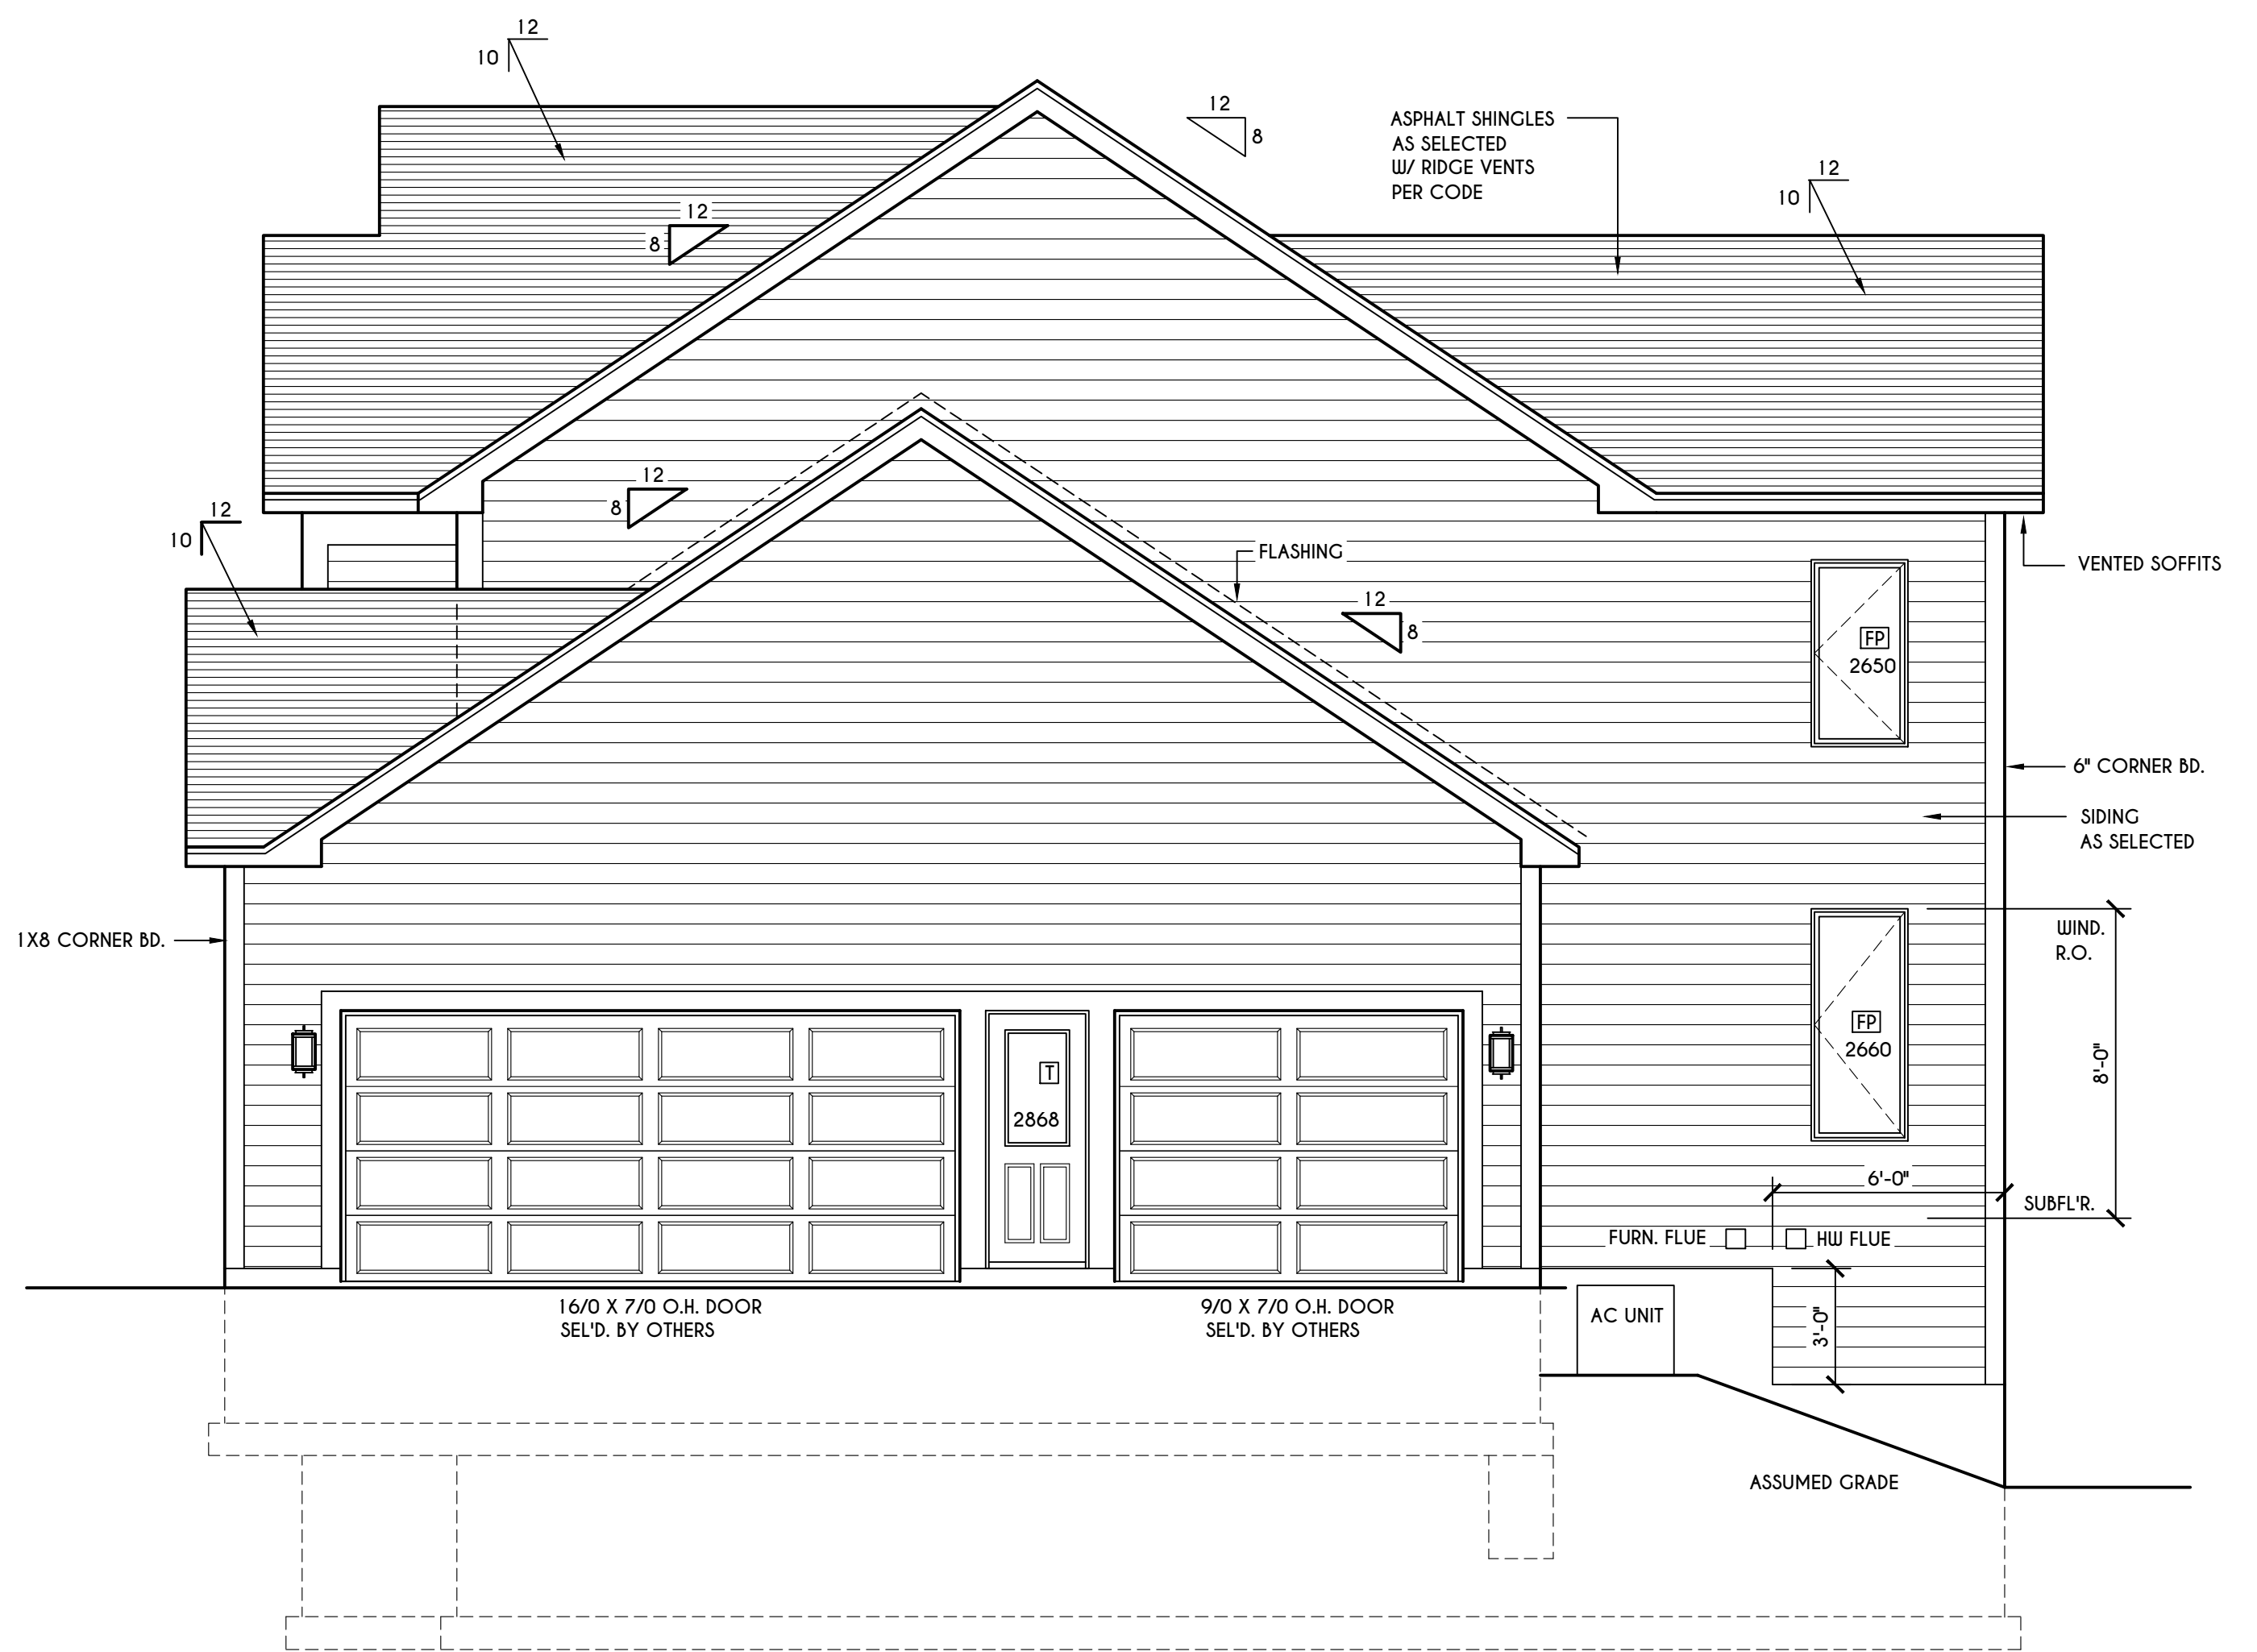 12
10
12
8
ASPHALT SHINGLES
AS SELECTED
W/ RIDGE VENTS
PER CODE
12
10
12
8
12
8
12
10
FLASHING
VENTED SOFFITS
12
8
FP
2650
6" CORNER BD.
SIDING
AS SELECTED
1X8 CORNER BD.
WIND.
R.O.
FP
2660
8'-0"
T
2868
6'-0"
SUBFL'R.
FURN. FLUE
HW FLUE
16/0 X 7/0 O.H. DOOR
SEL'D. BY OTHERS
9/0 X 7/0 O.H. DOOR
SEL'D. BY OTHERS
AC UNIT
3'-0"
ASSUMED GRADE